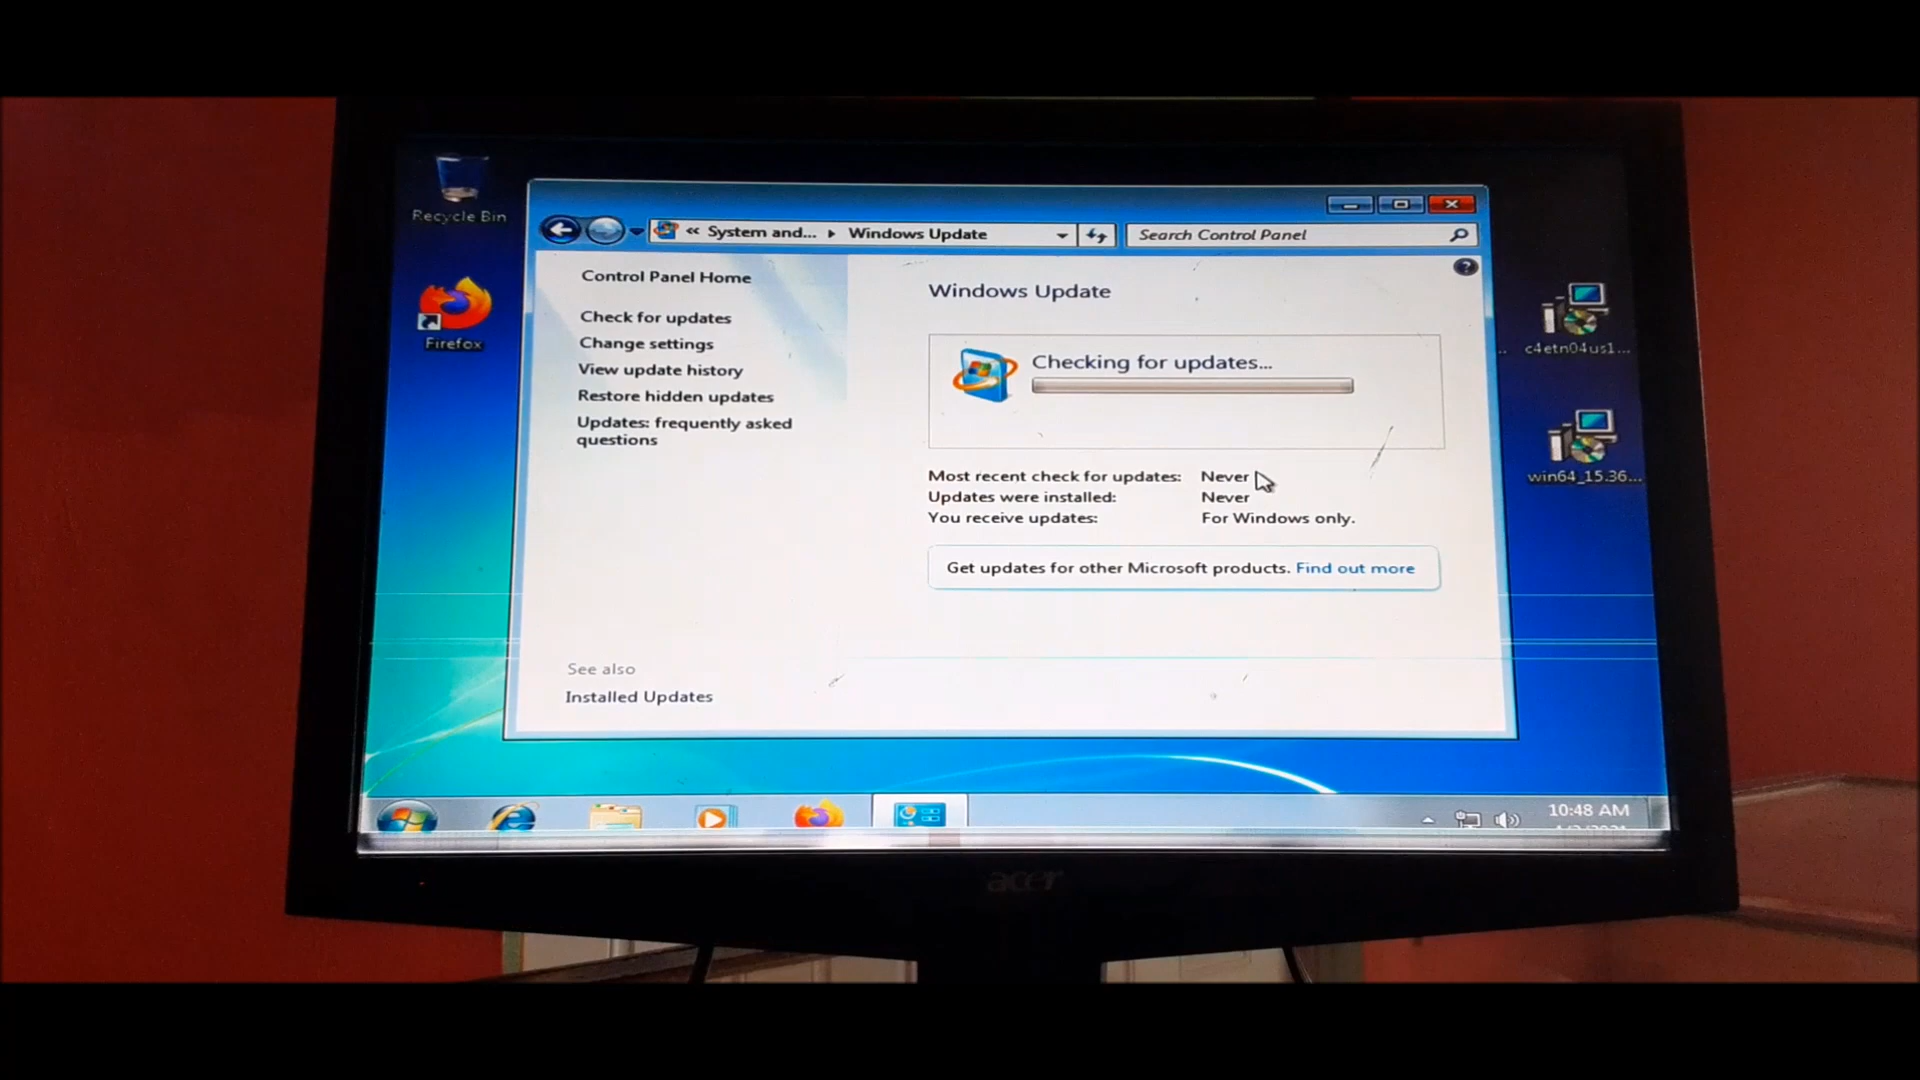 Recycle Bin
Firefox
« System and... ▸ Windows Update
Search Control Panel
Control Panel Home
Check for updates
Change settings
View update history
Restore hidden updates
Updates: frequently asked
questions
See also
Installed Updates
Windows Update
Checking for updates...
Most recent check for updates: Never
Updates were installed: Never
You receive updates: For Windows only.
Get updates for other Microsoft products. Find out more
c4etn04us1...
win64_15.36...
10:48 AM
acer